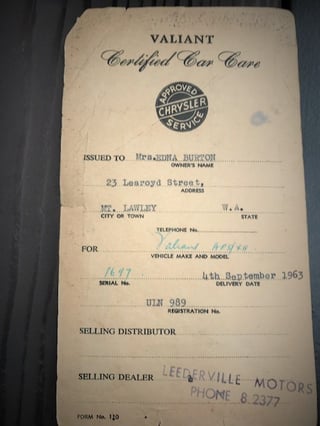 VALIANT
Certified Car Care
APPROVED
CHRYSLER
SERVICE
ISSUED TO Mrs.EDNA BURTON
OWNER'S NAME
23 Learoyd Street,
ADDRESS
MT. LAWLEY W.A.
CITY OR TOWN STATE
TELEPHONE No.
FOR Valiant
VEHICLE MAKE AND MODEL
1647 4th September 1963
SERIAL No. DELIVERY DATE
ULN 989
REGISTRATION No.
SELLING DISTRIBUTOR
SELLING DEALER LEEDERVILLE MOTORS
PHONE 8 2377
FORM No. 110